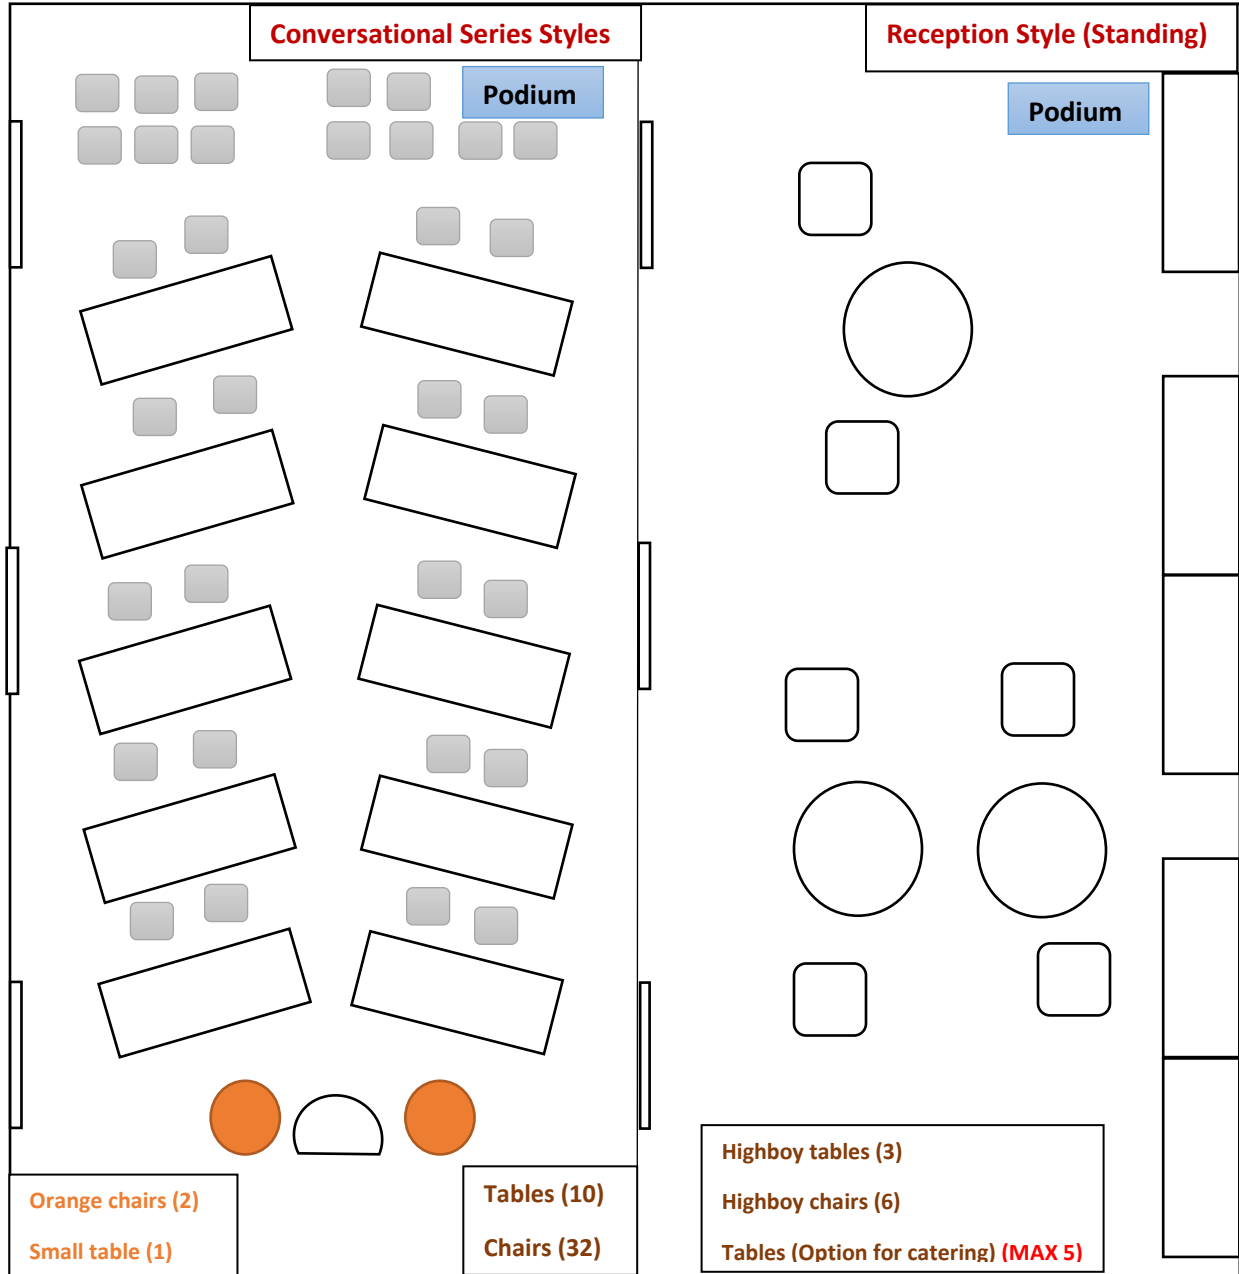 Conversational Series Styles
Podium
Orange chairs (2)
Small table (1)
Tables (10)
Chairs (32)
Reception Style (Standing)
Podium
Highboy tables (3)
Highboy chairs (6)
Tables (Option for catering) (MAX 5)